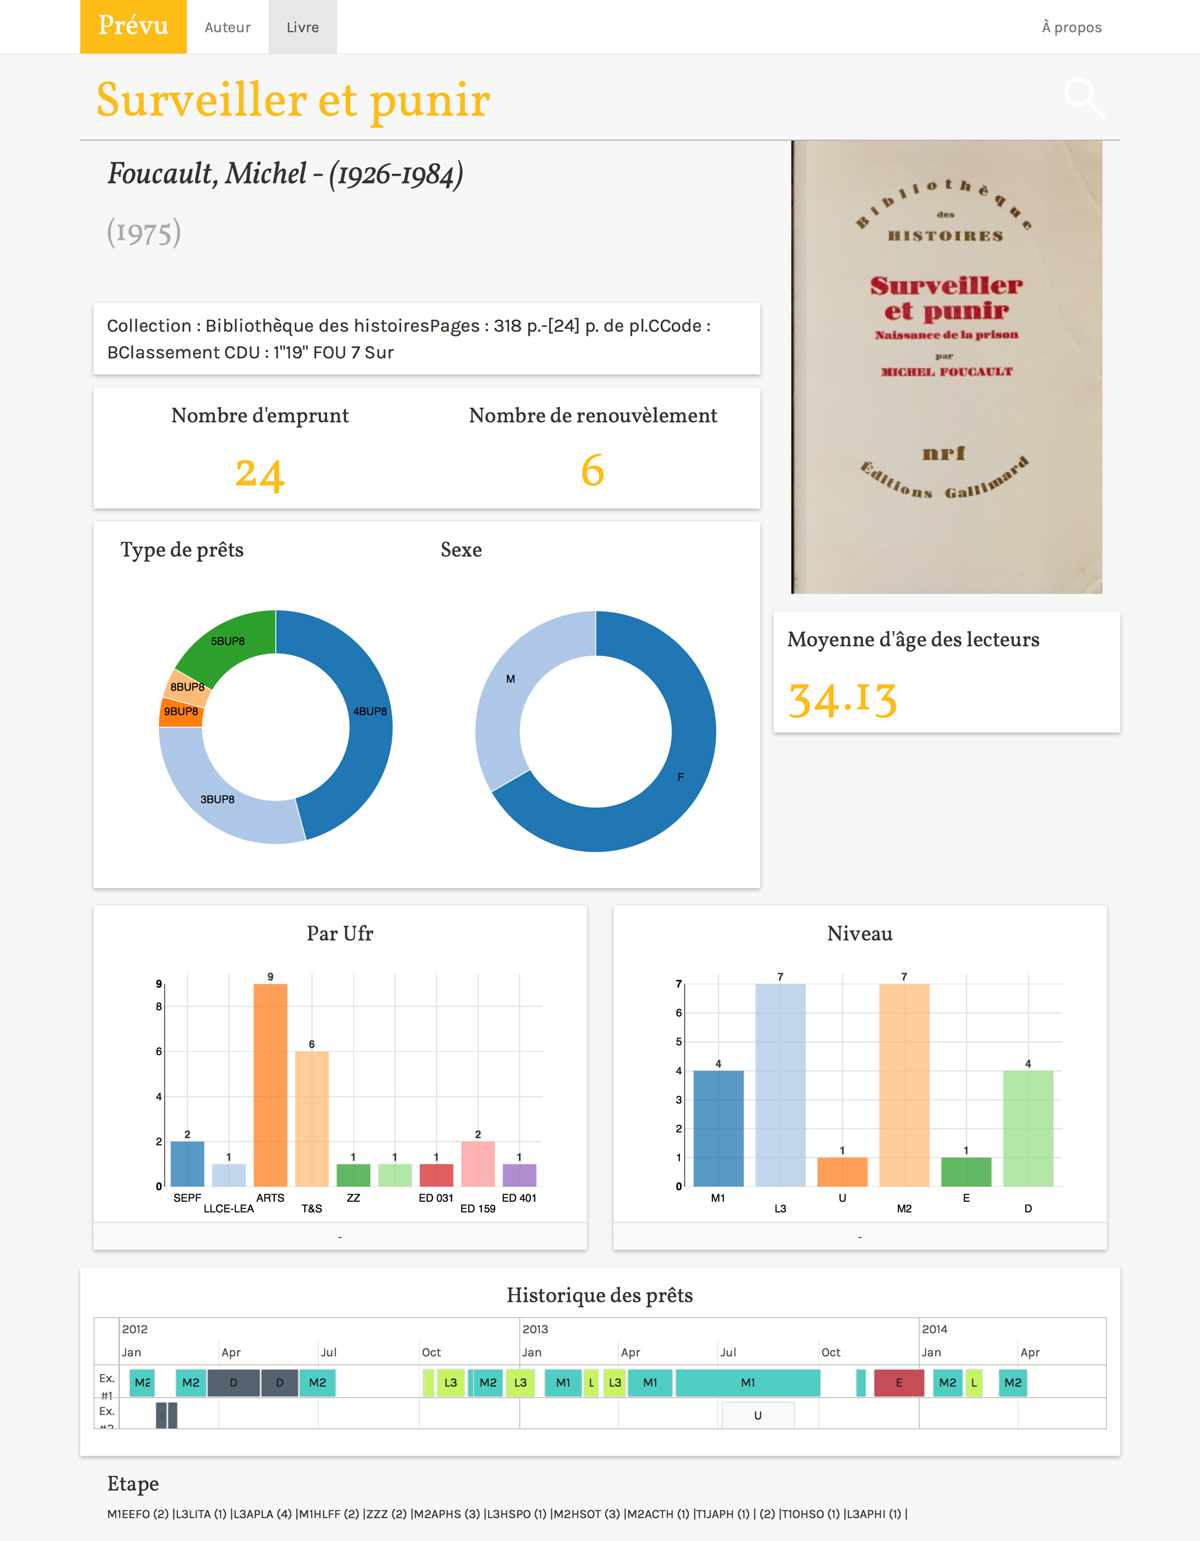 Prévu Auteur Livre À propos
Surveiller et punir
Foucault, Michel - (1926-1984)
(1975)
Bibliothèque
des
HISTOIRES
Surveiller
et punir
Naissance de la prison
par
MICHEL FOUCAULT
nrf
Éditions Gallimard
Collection : Bibliothèque des histoiresPages : 318 p.-[24] p. de pl.CCode :
BClassement CDU : 1"19" FOU 7 Sur
Nombre d'emprunt Nombre de renouvèlement
24 6
Type de prêts Sexe
5BUP8
8BUP8
9BUP8
4BUP8
3BUP8
M
F
Moyenne d'âge des lecteurs
34.13
Par Ufr
9
8
6
4
2
0
2 1 9 6 1 1 1 2 1
SEPF ARTS ZZ ED 031 ED 401
LLCE-LEA T&S ED 159
-
Niveau
7
6
5
4
3
2
1
0
4 7 1 7 1 4
M1 U E
L3 M2 D
-
Historique des prêts
2012 2013 2014
Jan Apr Jul Oct Jan Apr Jul Oct Jan Apr
Ex. M2 M2 D D M2 L3 M2 L3 M1 L L3 M1 M1 E M2 L M2
#1
Ex. U
Etape
M1EEFO (2) |L3LITA (1) |L3APLA (4) |M1HLFF (2) |ZZZ (2) |M2APHS (3) |L3HSPO (1) |M2HSOT (3) |M2ACTH (1) |T1JAPH (1) | (2) |T1OHSO (1) |L3APHI (1) |